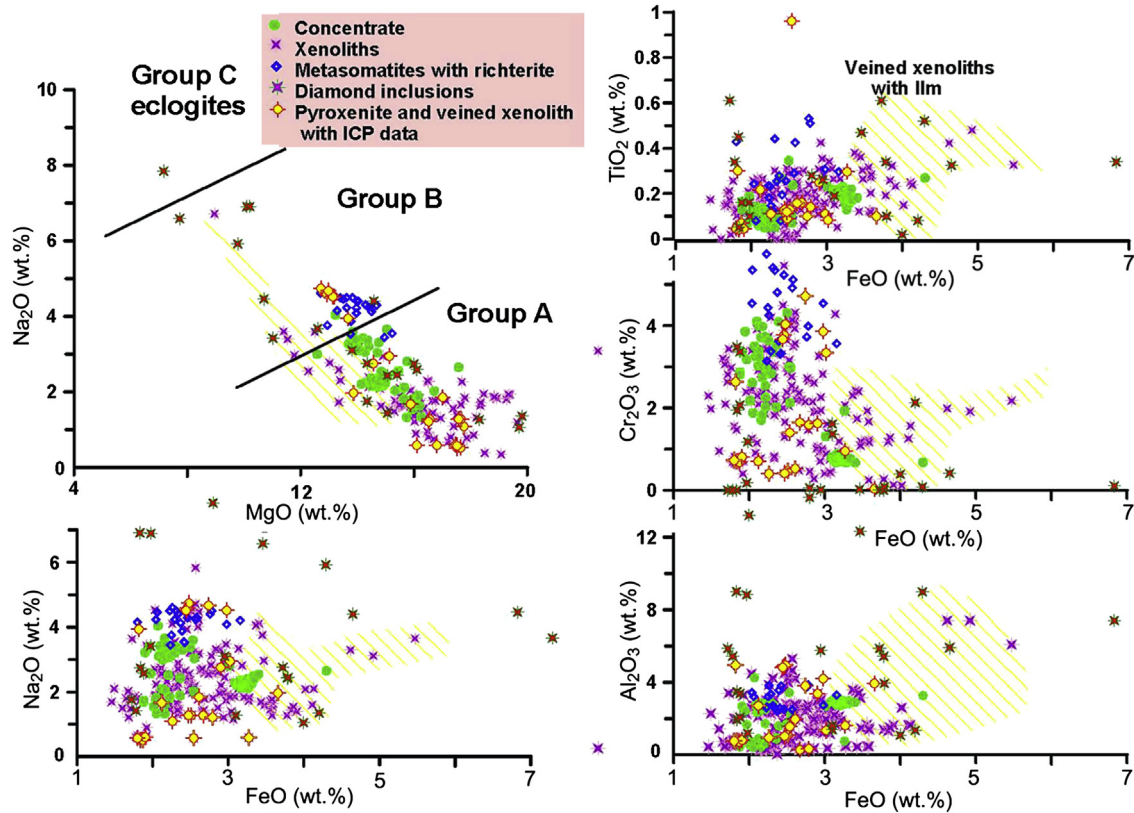 Concentrate
Xenoliths
Metasomatites with richterite
Diamond inclusions
Pyroxenite and veined xenolith
with ICP data
Group C
eclogites
Group B
Group A
10
8
6
4
2
0
Na2O (wt.%)
4
12
20
MgO (wt.%)
Veined xenoliths
with Ilm
1
0.8
0.6
0.4
0.2
0
TiO2 (wt.%)
1
3
5
7
FeO (wt.%)
4
2
0
Cr2O3 (wt.%)
1
3
5
7
FeO (wt.%)
6
4
2
0
Na2O (wt.%)
1
3
5
7
FeO (wt.%)
12
8
4
0
Al2O3 (wt.%)
1
3
5
7
FeO (wt.%)